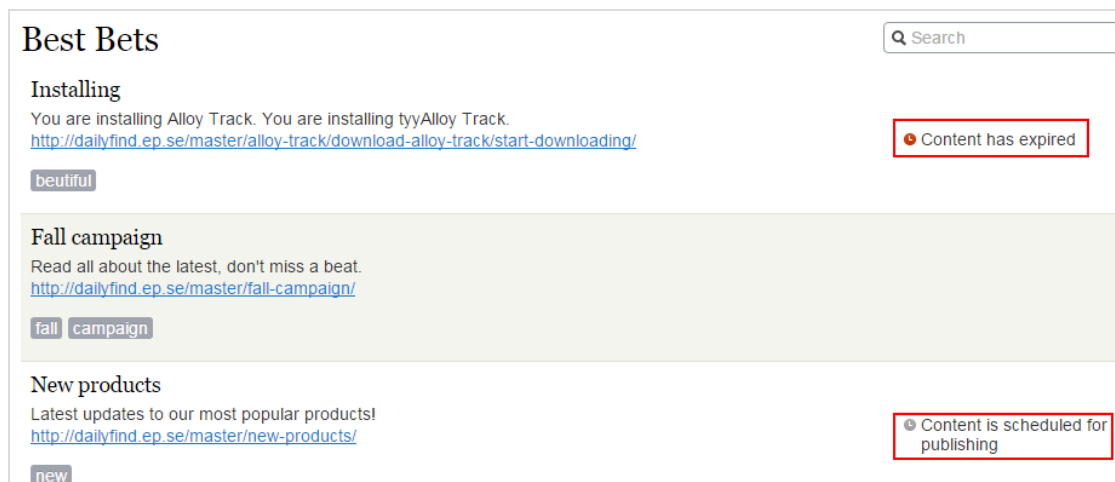 Best Bets
Search
Installing
You are installing Alloy Track. You are installing tyyAlloy Track.
http://dailyfind.ep.se/master/alloy-track/download-alloy-track/start-downloading/
Content has expired
beutiful
Fall campaign
Read all about the latest, don't miss a beat.
http://dailyfind.ep.se/master/fall-campaign/
fall campaign
New products
Latest updates to our most popular products!
http://dailyfind.ep.se/master/new-products/
Content is scheduled for
publishing
new